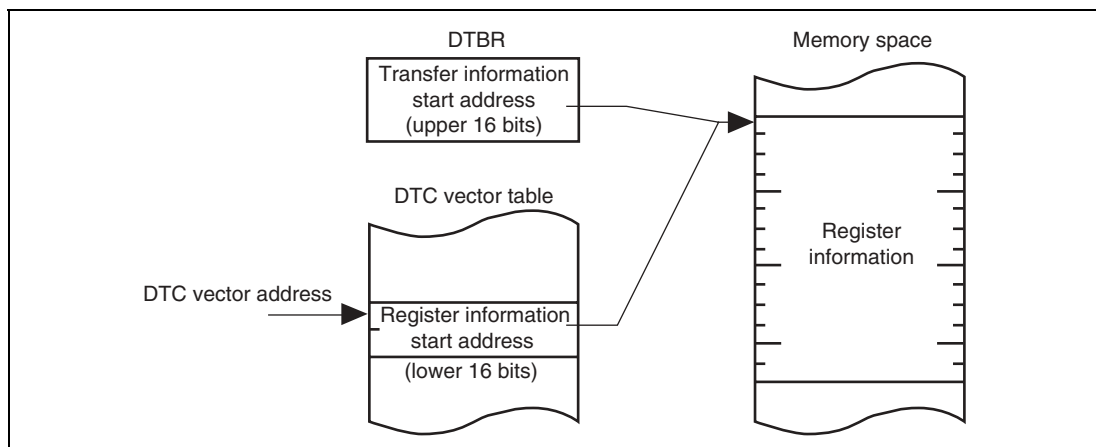 DTBR
Transfer information
start address
(upper 16 bits)
Memory space
DTC vector table
DTC vector address
Register information
start address
(lower 16 bits)
Register
information